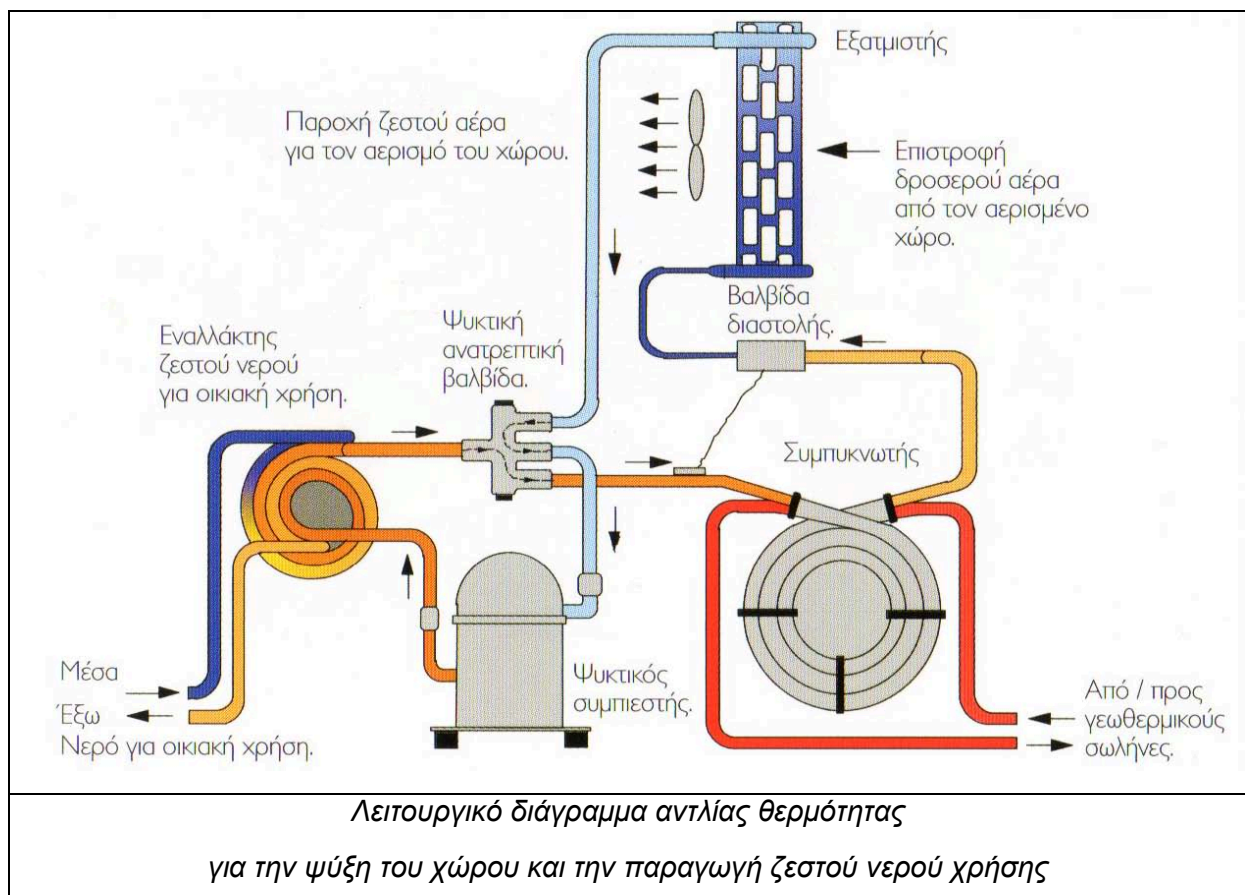 Εξατμιστής
Παροχή ζεστού αέρα
για τον αερισμό του χώρου.
Επιστροφή
δροσερού αέρα
από τον αερισμένο
χώρο.
Βαλβίδα
διαστολής.
Εναλλάκτης
ζεστού νερού
για οικιακή χρήση.
Ψυκτική
ανατρεπτική
βαλβίδα.
Συμπυκνωτής
Μέσα
Έξω
Νερό για οικιακή χρήση.
Ψυκτικός
συμπιεστής.
Από / προς
γεωθερμικούς
σωλήνες.
Λειτουργικό διάγραμμα αντλίας θερμότητας
για την ψύξη του χώρου και την παραγωγή ζεστού νερού χρήσης